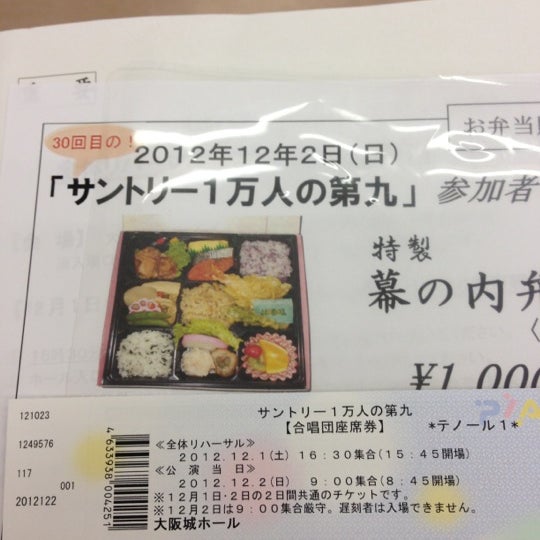 30回目の！
お弁当
2012年12年2日（日）
「サントリー1万人の第九」 参加者
特製
幕の内弁
¥1,000
サントリー1万人の第九
【合唱団座席券】 *テノール1*
≪全体リハーサル≫
2012.12.1(土) 16:30集合(15:45開場)
≪公 演 当 日≫
2012.12.2(日) 9:00集合(8:45開場)
※12月1日・2日の2日間共通のチケットです。
※12月2日は9:00集合厳守。遅刻者は入場できません。
大阪城ホール
121023
1249576
117
001
2012122
4633958004251